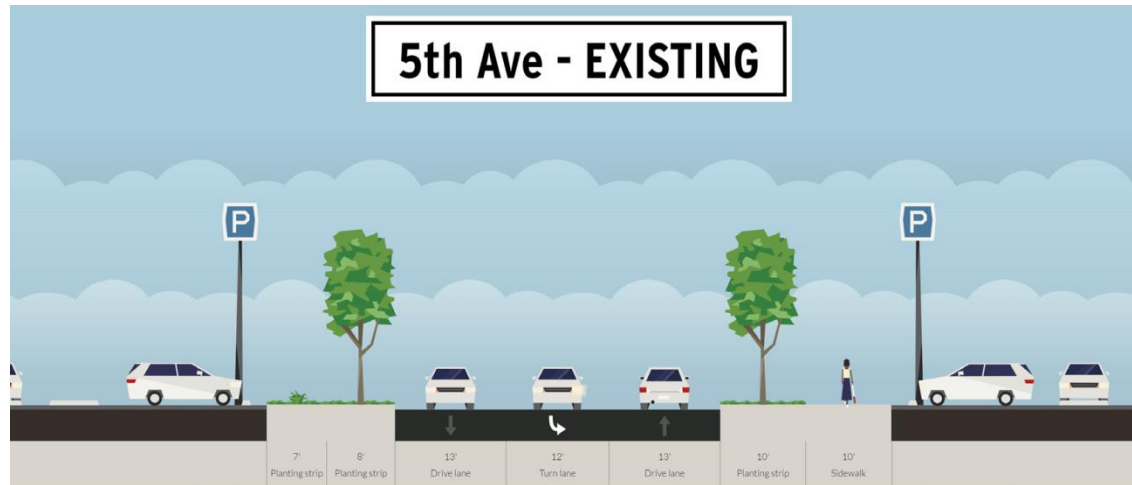 5th Ave - EXISTING
P
P
7' 8' 13' 12' 13' 10' 10'
Planting strip Planting strip Drive lane Turn lane Drive lane Planting strip Sidewalk